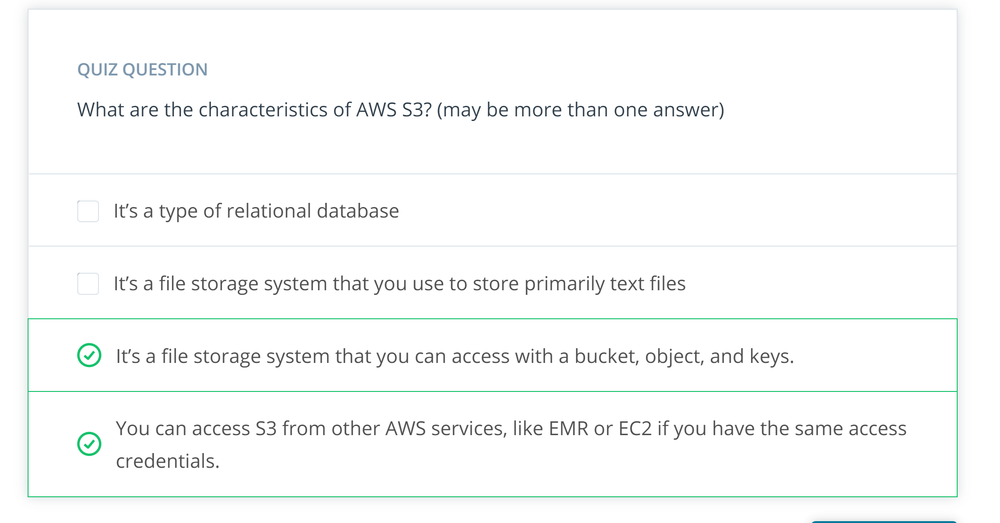 QUIZ QUESTION
What are the characteristics of AWS S3? (may be more than one answer)
It’s a type of relational database
It’s a file storage system that you use to store primarily text files
It’s a file storage system that you can access with a bucket, object, and keys.
You can access S3 from other AWS services, like EMR or EC2 if you have the same access
credentials.